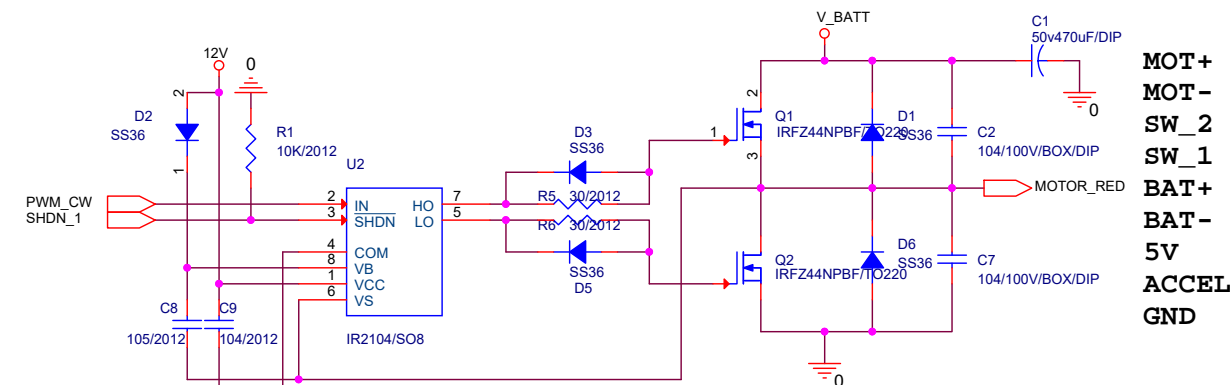 V_BATT
C1
50v470uF/DIP
12V
0
0
MOT+
MOT-
SW_2
SW_1
BAT+
BAT-
5V
ACCEL
GND
2
D2
SS36
1
R1
10K/2012
U2
D3
SS36
2
1
3
Q1
IRFZ44NPBF/TO220
D1
SS36
C2
104/100V/BOX/DIP
PWM_CW
SHDN_1
2
3
4
8
1
6
IN
SHDN
COM
VB
VCC
VS
HO
LO
7
5
R5 30/2012
R6 30/2012
MOTOR_RED
SS36
D5
Q2
IRFZ44NPBF/TO220
D6
SS36
C7
104/100V/BOX/DIP
C8
105/2012
C9
104/2012
IR2104/SO8
0